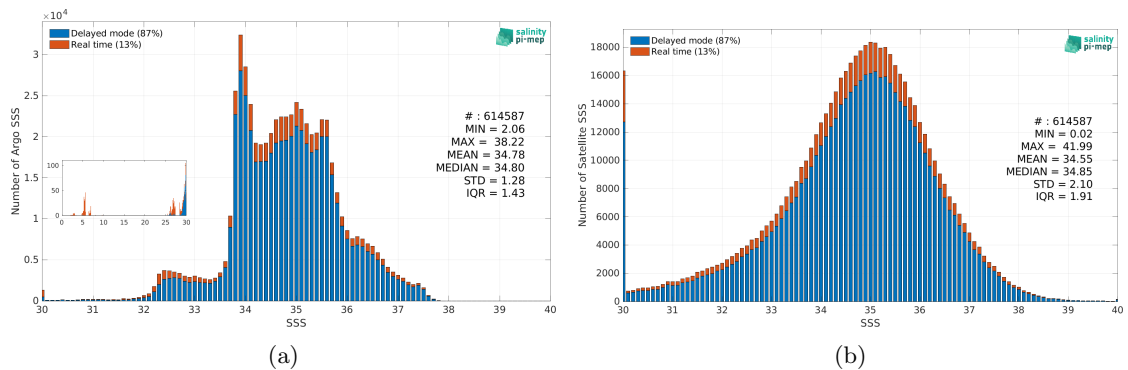 ×10⁴
Delayed mode (87%)
Real time (13%)
salinity
pi-mep
# : 614587
MIN = 2.06
MAX = 38.22
MEAN = 34.78
MEDIAN = 34.80
STD = 1.28
IQR = 1.43
Number of Argo SSS
3.5
3
2.5
2
1.5
1
0.5
0
100
50
0
0 5 10 15 20 25 30
30 31 32 33 34 35 36 37 38 39 40
SSS
(a)
Delayed mode (87%)
Real time (13%)
salinity
pi-mep
# : 614587
MIN = 0.02
MAX = 41.99
MEAN = 34.55
MEDIAN = 34.85
STD = 2.10
IQR = 1.91
Number of Satellite SSS
18000
16000
14000
12000
10000
8000
6000
4000
2000
0
30 31 32 33 34 35 36 37 38 39 40
SSS
(b)